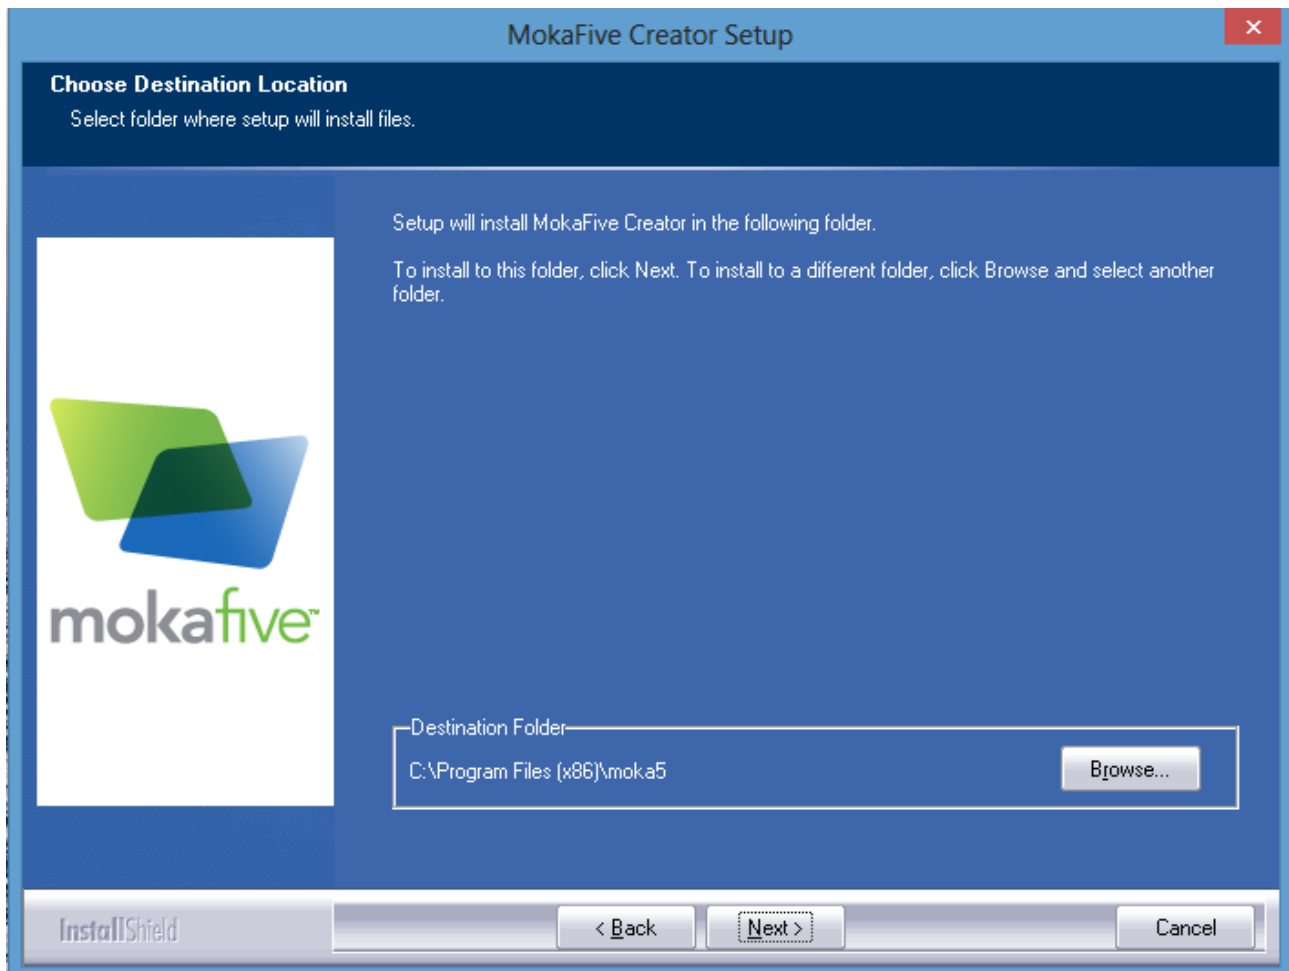 MokaFive Creator Setup
Choose Destination Location
Select folder where setup will install files.
Setup will install MokaFive Creator in the following folder.
To install to this folder, click Next. To install to a different folder, click Browse and select another
folder.
mokafive™
Destination Folder
C:\Program Files (x86)\moka5
Browse...
InstallShield
< Back
Next >
Cancel